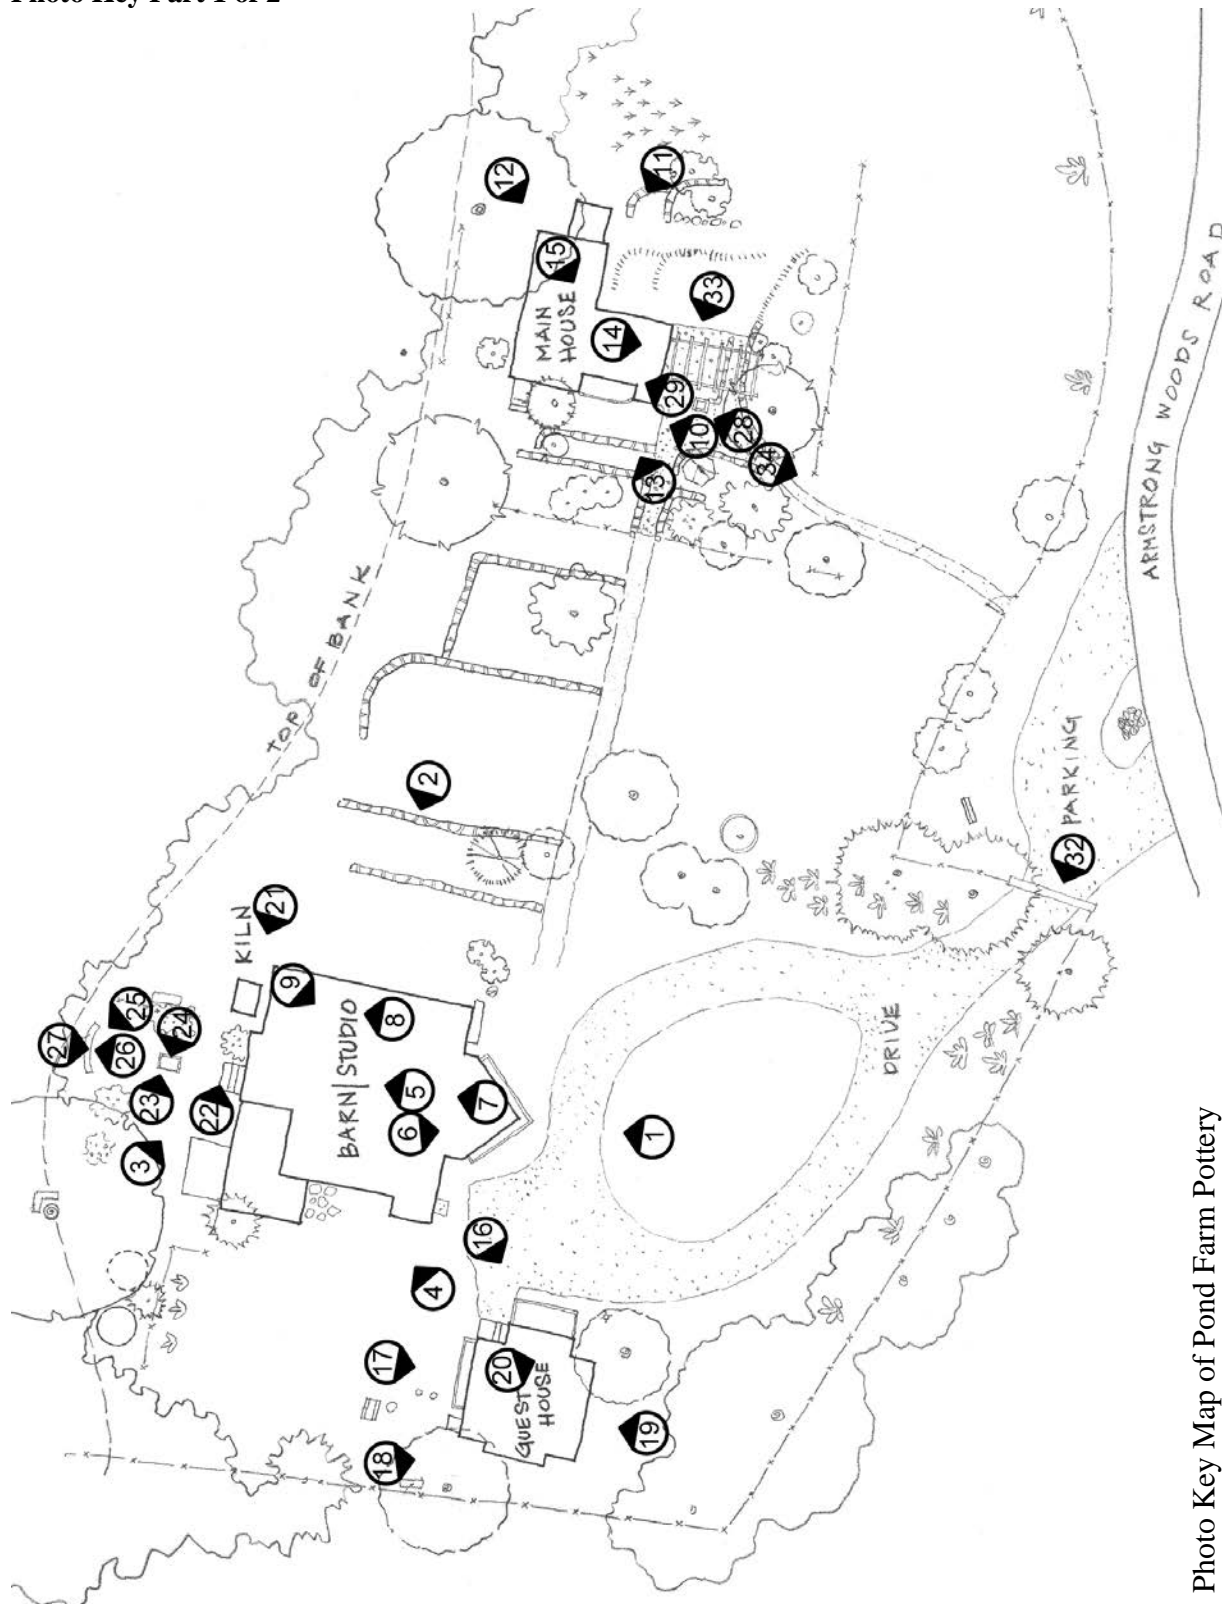 Photo Key Part 1 of 2
12
11
15
MAIN
HOUSE
33
14
29
10
28
34
13
ARMSTRONG WOODS ROAD
TOP OF BANK
2
PARKING
32
21
KILN
9
8
BARN/STUDIO
25
24
27
26
23
22
3
5
6
7
1
DRIVE
16
4
17
20
GUEST
HOUSE
18
19
Photo Key Map of Pond Farm Pottery